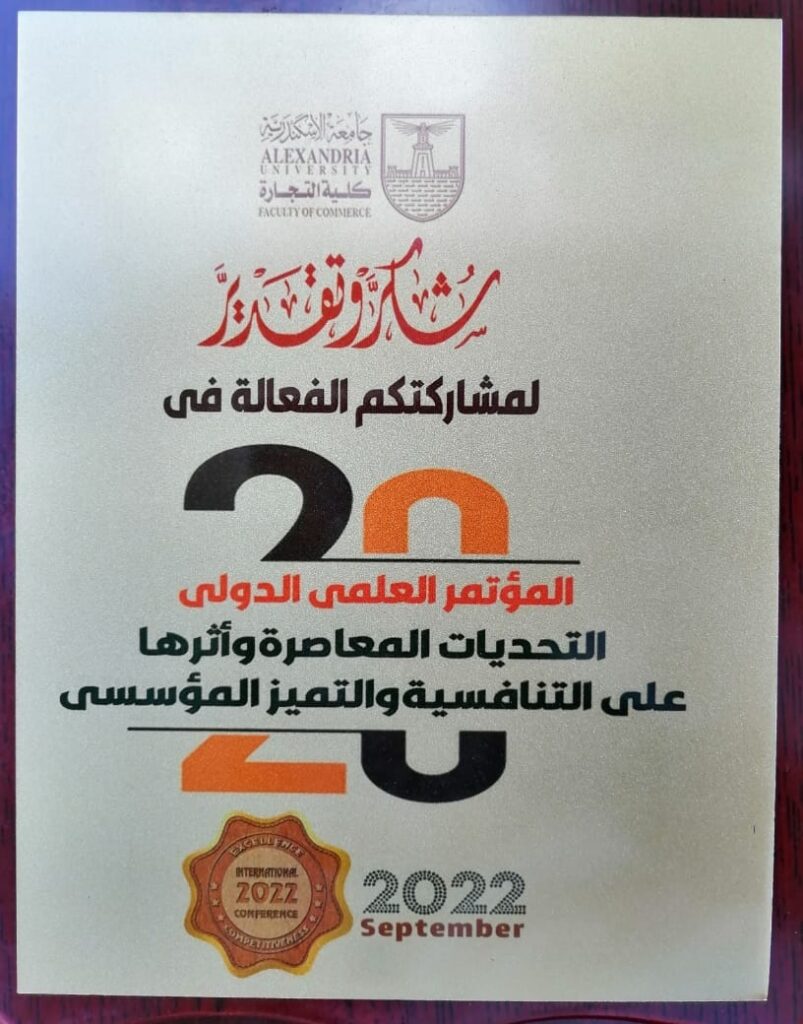 جامعة الإسكندرية
ALEXANDRIA
UNIVERSITY
كلية التجارة
FACULTY OF COMMERCE
شكرٌ وتقديرٌ
لمشاركتكم الفعالة فى
20
المؤتمر العلمى الدولى
التحديات المعاصرة وأثرها
على التنافسية والتميز المؤسسى
20
EXCELLENCE
INTERNATIONAL
2022
CONFERENCE
COMPETITIVENESS
2022
September